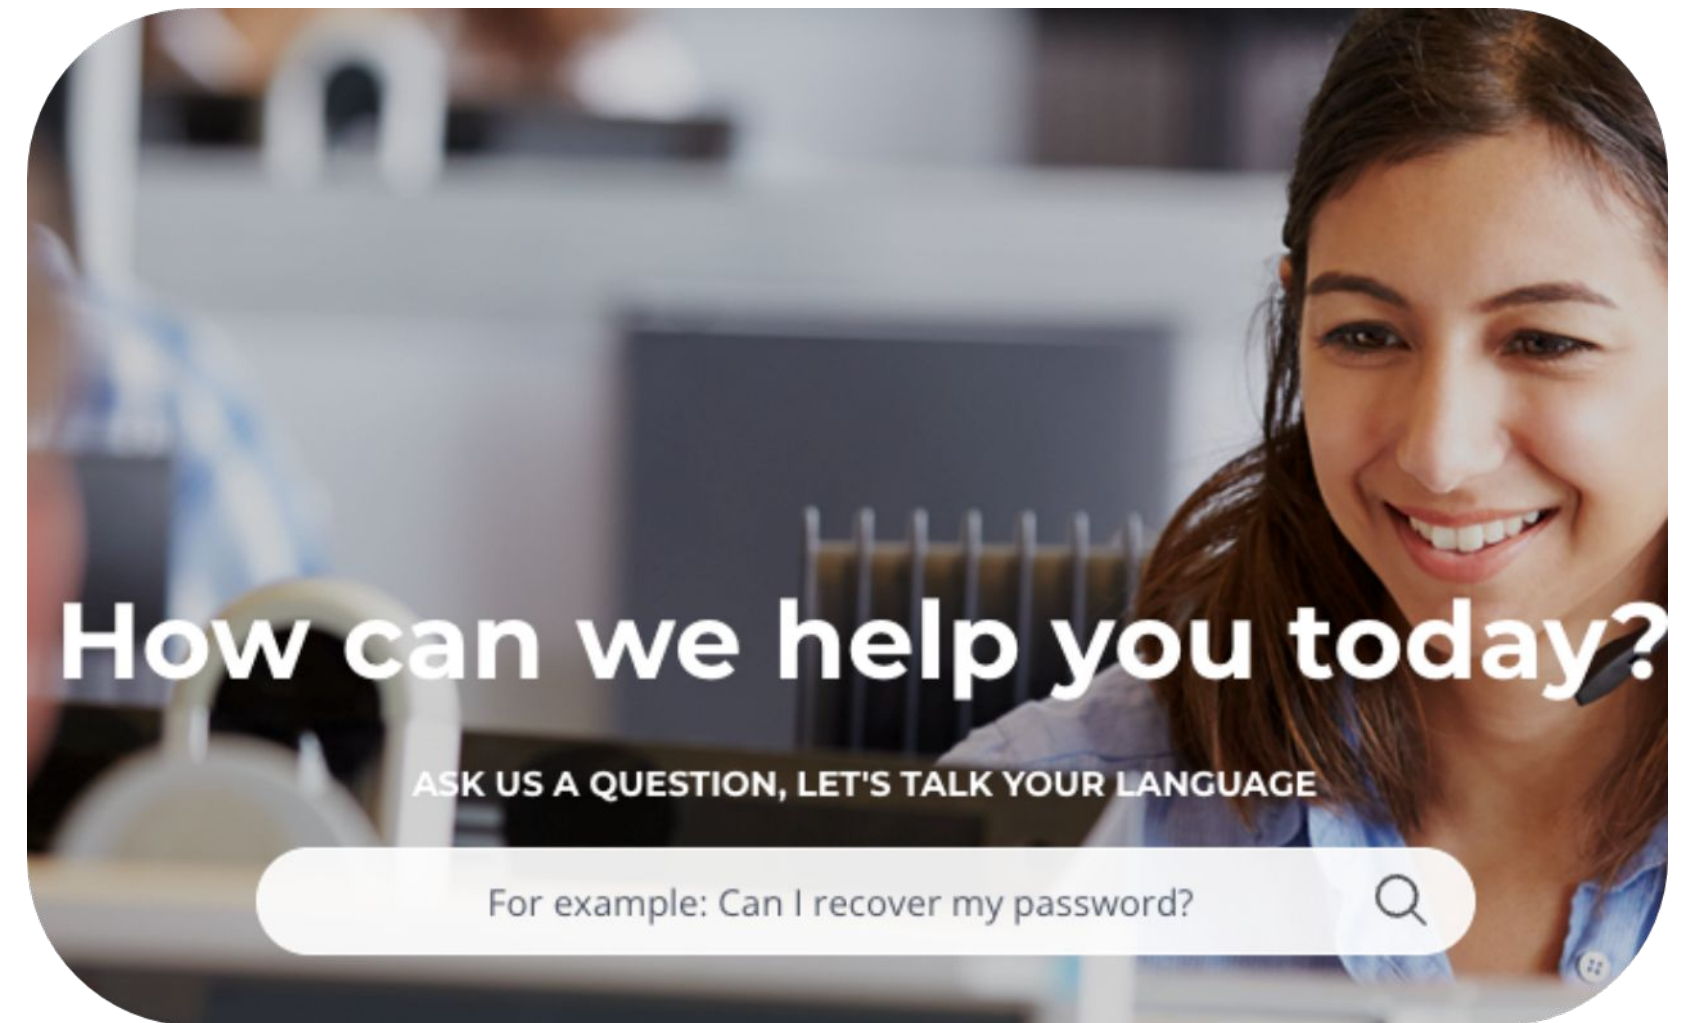 How can we help you today?
ASK US A QUESTION, LET'S TALK YOUR LANGUAGE
For example: Can I recover my password?